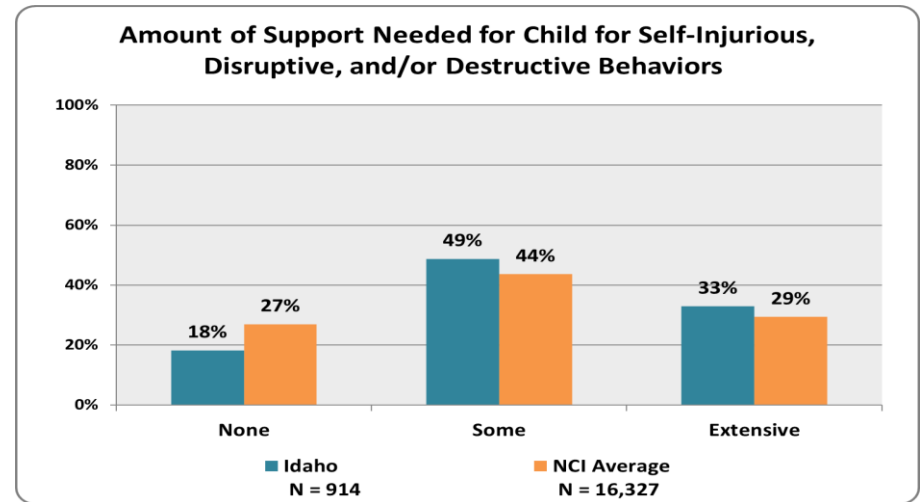 Amount of Support Needed for Child for Self-Injurious,
Disruptive, and/or Destructive Behaviors
100%
80%
60%
40%
20%
0%
18%
27%
49%
44%
33%
29%
None
Some
Extensive
Idaho
N = 914
NCI Average
N = 16,327